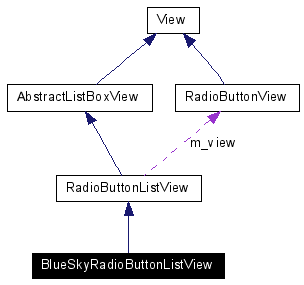 View
AbstractListBoxView
RadioButtonView
m_view
RadioButtonListView
BlueSkyRadioButtonListView